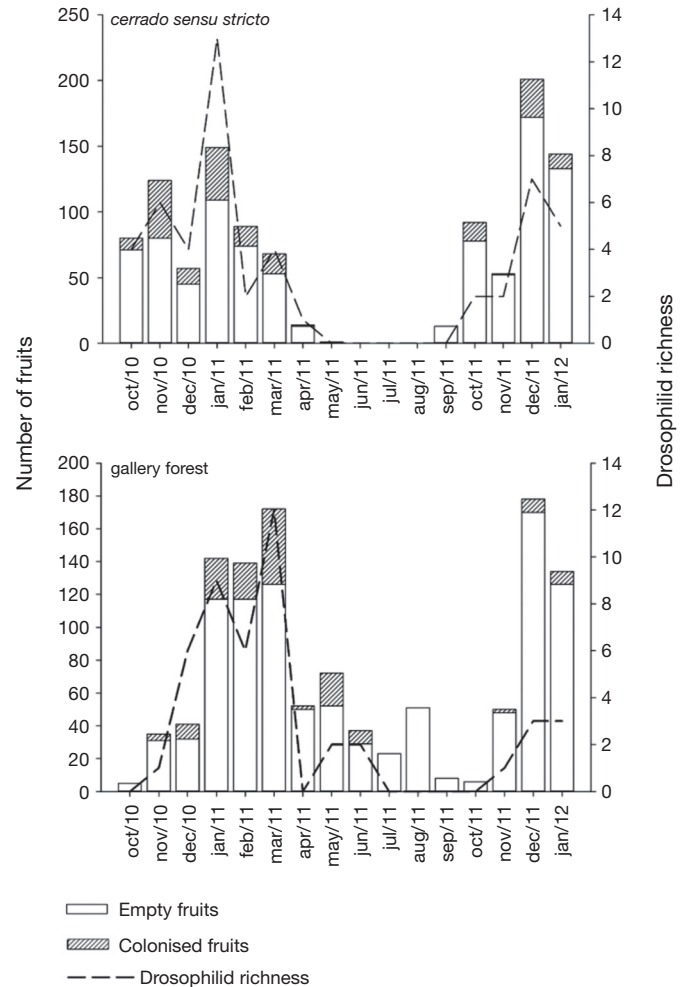 cerrado sensu stricto
250
200
150
100
50
0
14
12
10
8
6
4
2
0
oct/10
nov/10
dec/10
jan/11
feb/11
mar/11
apr/11
may/11
jun/11
jul/11
aug/11
sep/11
oct/11
nov/11
dec/11
jan/12
Number of fruits
Drosophilid richness
gallery forest
200
180
160
140
120
100
80
60
40
20
0
14
12
10
8
6
4
2
0
oct/10
nov/10
dec/10
jan/11
feb/11
mar/11
apr/11
may/11
jun/11
jul/11
aug/11
sep/11
oct/11
nov/11
dec/11
jan/12
Empty fruits
Colonised fruits
Drosophilid richness